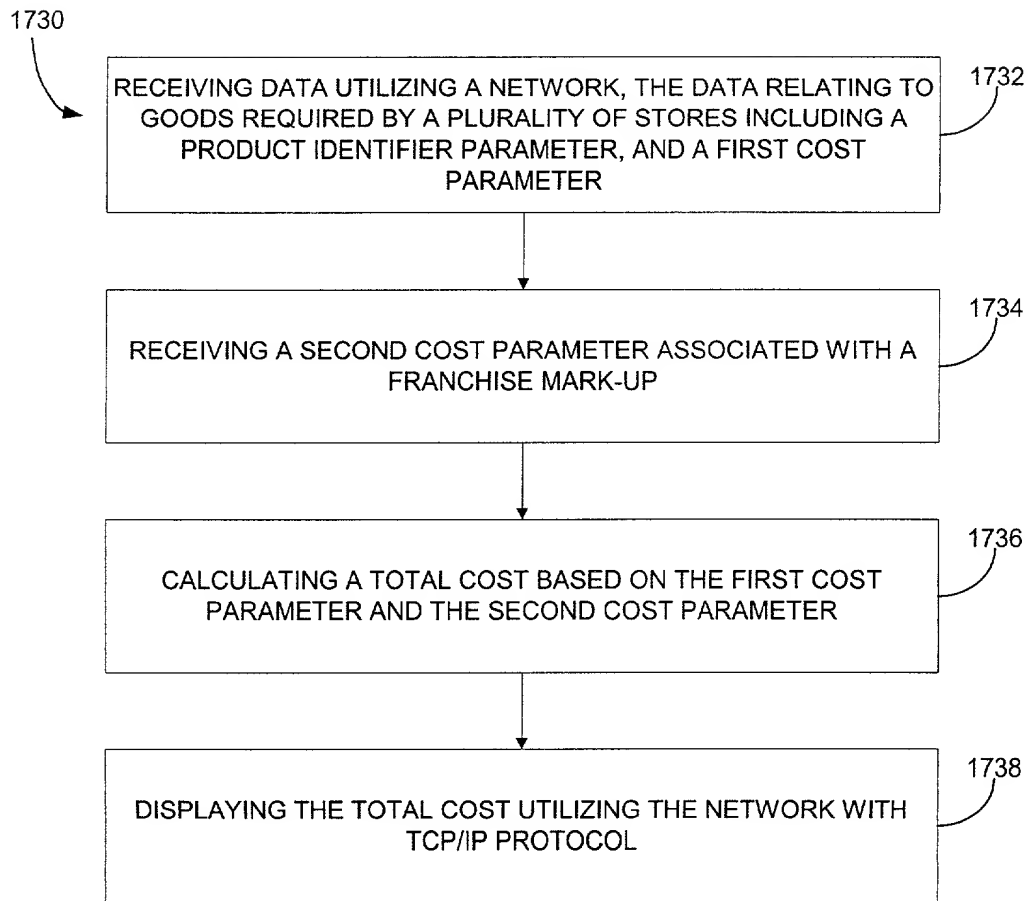 1730
1732
RECEIVING DATA UTILIZING A NETWORK, THE DATA RELATING TO
GOODS REQUIRED BY A PLURALITY OF STORES INCLUDING A
PRODUCT IDENTIFIER PARAMETER, AND A FIRST COST
PARAMETER
1734
RECEIVING A SECOND COST PARAMETER ASSOCIATED WITH A
FRANCHISE MARK-UP
1736
CALCULATING A TOTAL COST BASED ON THE FIRST COST
PARAMETER AND THE SECOND COST PARAMETER
1738
DISPLAYING THE TOTAL COST UTILIZING THE NETWORK WITH
TCP/IP PROTOCOL